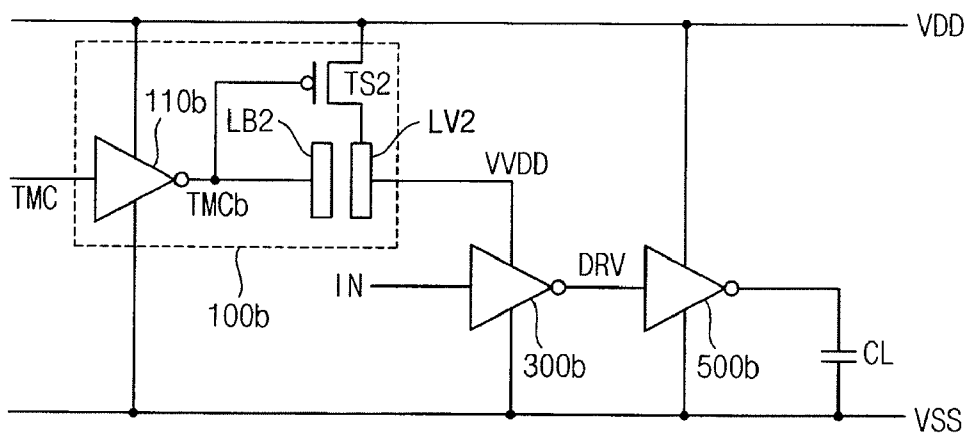 VDD
TS2
110b
LB2
LV2
VVDD
TMC
TMCb
IN
DRV
100b
300b
500b
CL
VSS